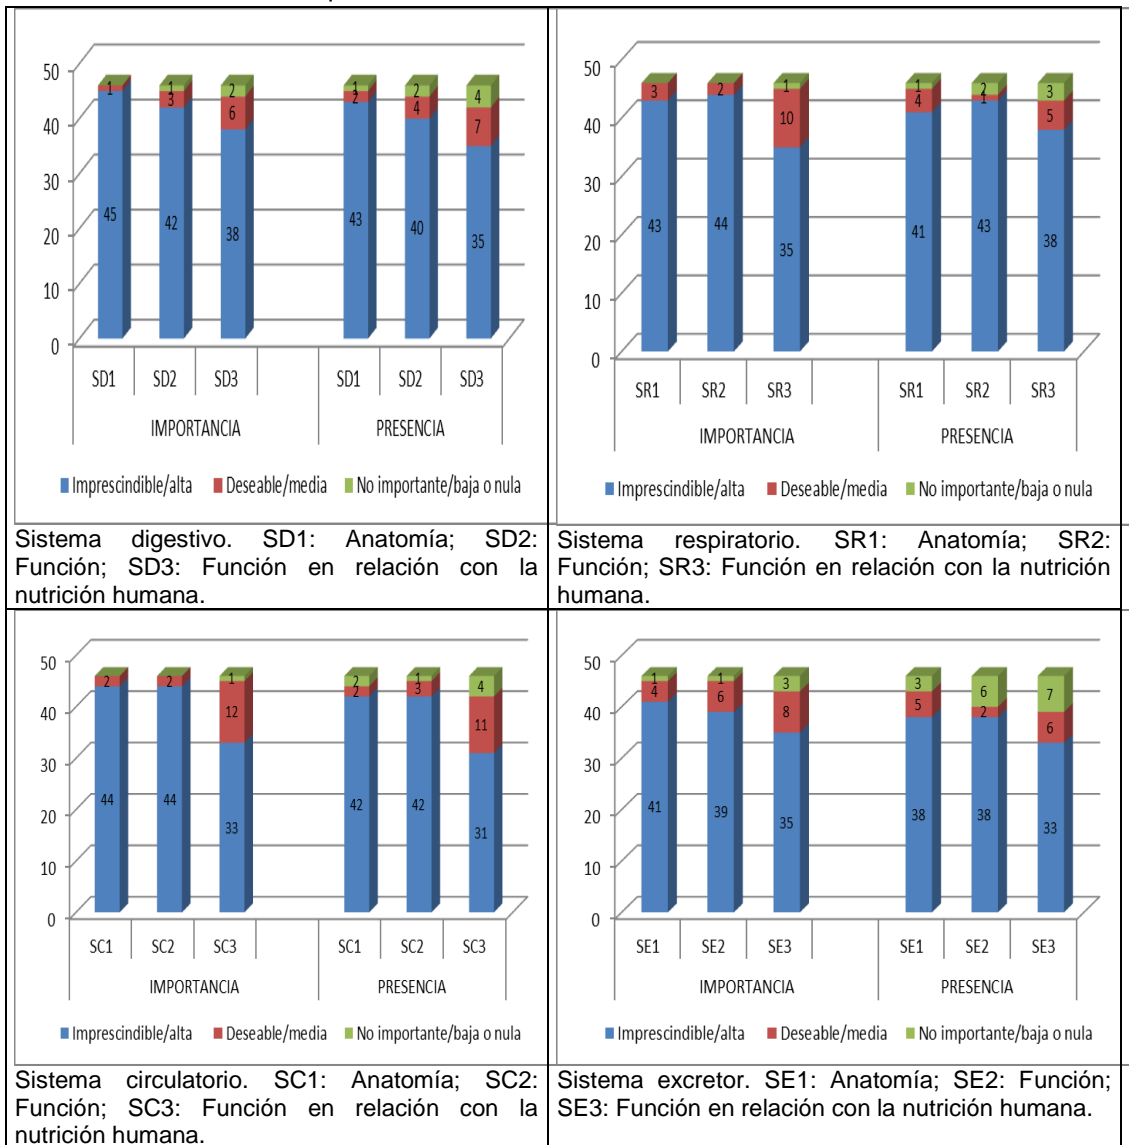 50
40
30
20
10
0
1 1 2 1 2 4
1 3 6 2 4 7
45 42 38 43 40 35
SD1 SD2 SD3 SD1 SD2 SD3
IMPORTANCIA PRESENCIA
Imprescindible/alta Deseable/media No importante/baja o nula
Sistema digestivo. SD1: Anatomía; SD2:
Función; SD3: Función en relación con la
nutrición humana.
50
40
30
20
10
0
3 2 1 1 2 3
10 4 1 5
43 44 35 41 43 38
SR1 SR2 SR3 SR1 SR2 SR3
IMPORTANCIA PRESENCIA
Imprescindible/alta Deseable/media No importante/baja o nula
Sistema respiratorio. SR1: Anatomía; SR2:
Función; SR3: Función en relación con la nutrición
humana.
50
40
30
20
10
0
2 2 1 2 1 4
12 2 3 11
44 44 33 42 42 31
SC1 SC2 SC3 SC1 SC2 SC3
IMPORTANCIA PRESENCIA
Imprescindible/alta Deseable/media No importante/baja o nula
Sistema circulatorio. SC1: Anatomía; SC2:
Función; SC3: Función en relación con la
nutrición humana.
50
40
30
20
10
0
1 1 3 3 6 7
4 6 8 5 2 6
41 39 35 38 38 33
SE1 SE2 SE3 SE1 SE2 SE3
IMPORTANCIA PRESENCIA
Imprescindible/alta Deseable/media No importante/baja o nula
Sistema excretor. SE1: Anatomía; SE2: Función;
SE3: Función en relación con la nutrición humana.